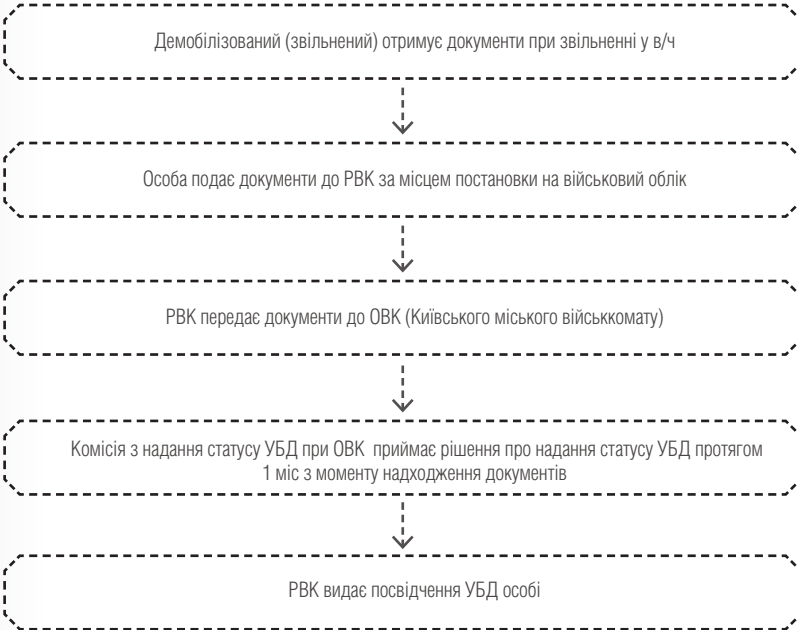 Демобілізований (звільнений) отримує документи при звільненні у в/ч
Особа подає документи до РВК за місцем постановки на військовий облік
РВК передає документи до ОВК (Київського міського військкомату)
Комісія з надання статусу УБД при ОВК приймає рішення про надання статусу УБД протягом
1 міс з моменту надходження документів
РВК видає посвідчення УБД особі